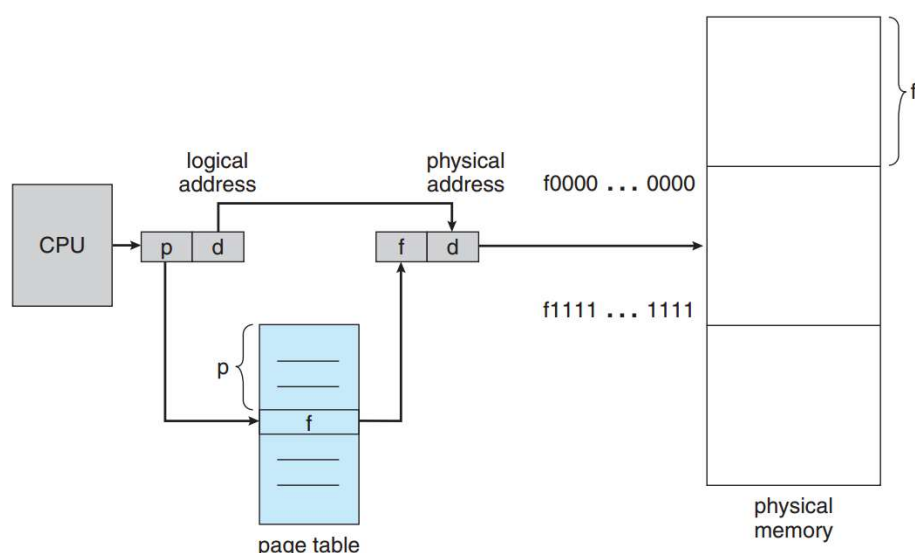 f
logical
address
physical
address
f0000 ... 0000
CPU
p d
f d
f1111 ... 1111
p
f
physical
memory
page table